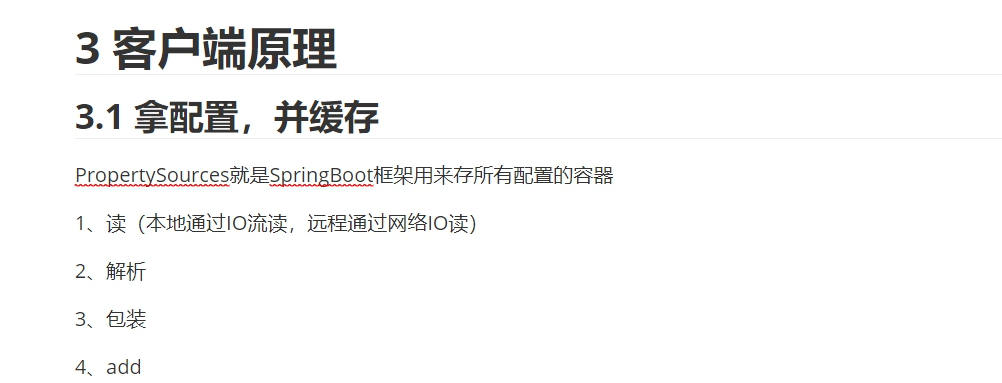 3 客户端原理
3.1 拿配置，并缓存
PropertySources就是SpringBoot框架用来存所有配置的容器
1、读（本地通过IO流读，远程通过网络IO读）
2、解析
3、包装
4、add